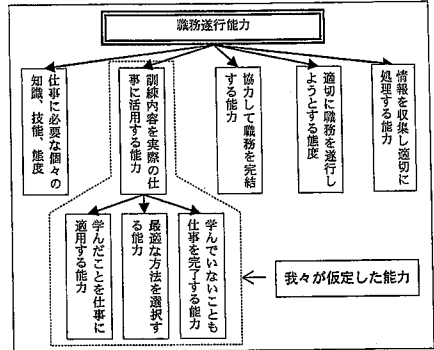 職務遂行能力
仕事に必要な個々の
知識、技能、態度
訓練内容を実際の仕
事に活用する能力
協力して職務を完結
する能力
適切に職務を遂行し
ようとする態度
情報を収集し適切に
処理する能力
学んだことを仕事に
適用する能力
最適な方法を選択す
る能力
学んでいないことも
仕事を完了する能力
我々が仮定した能力